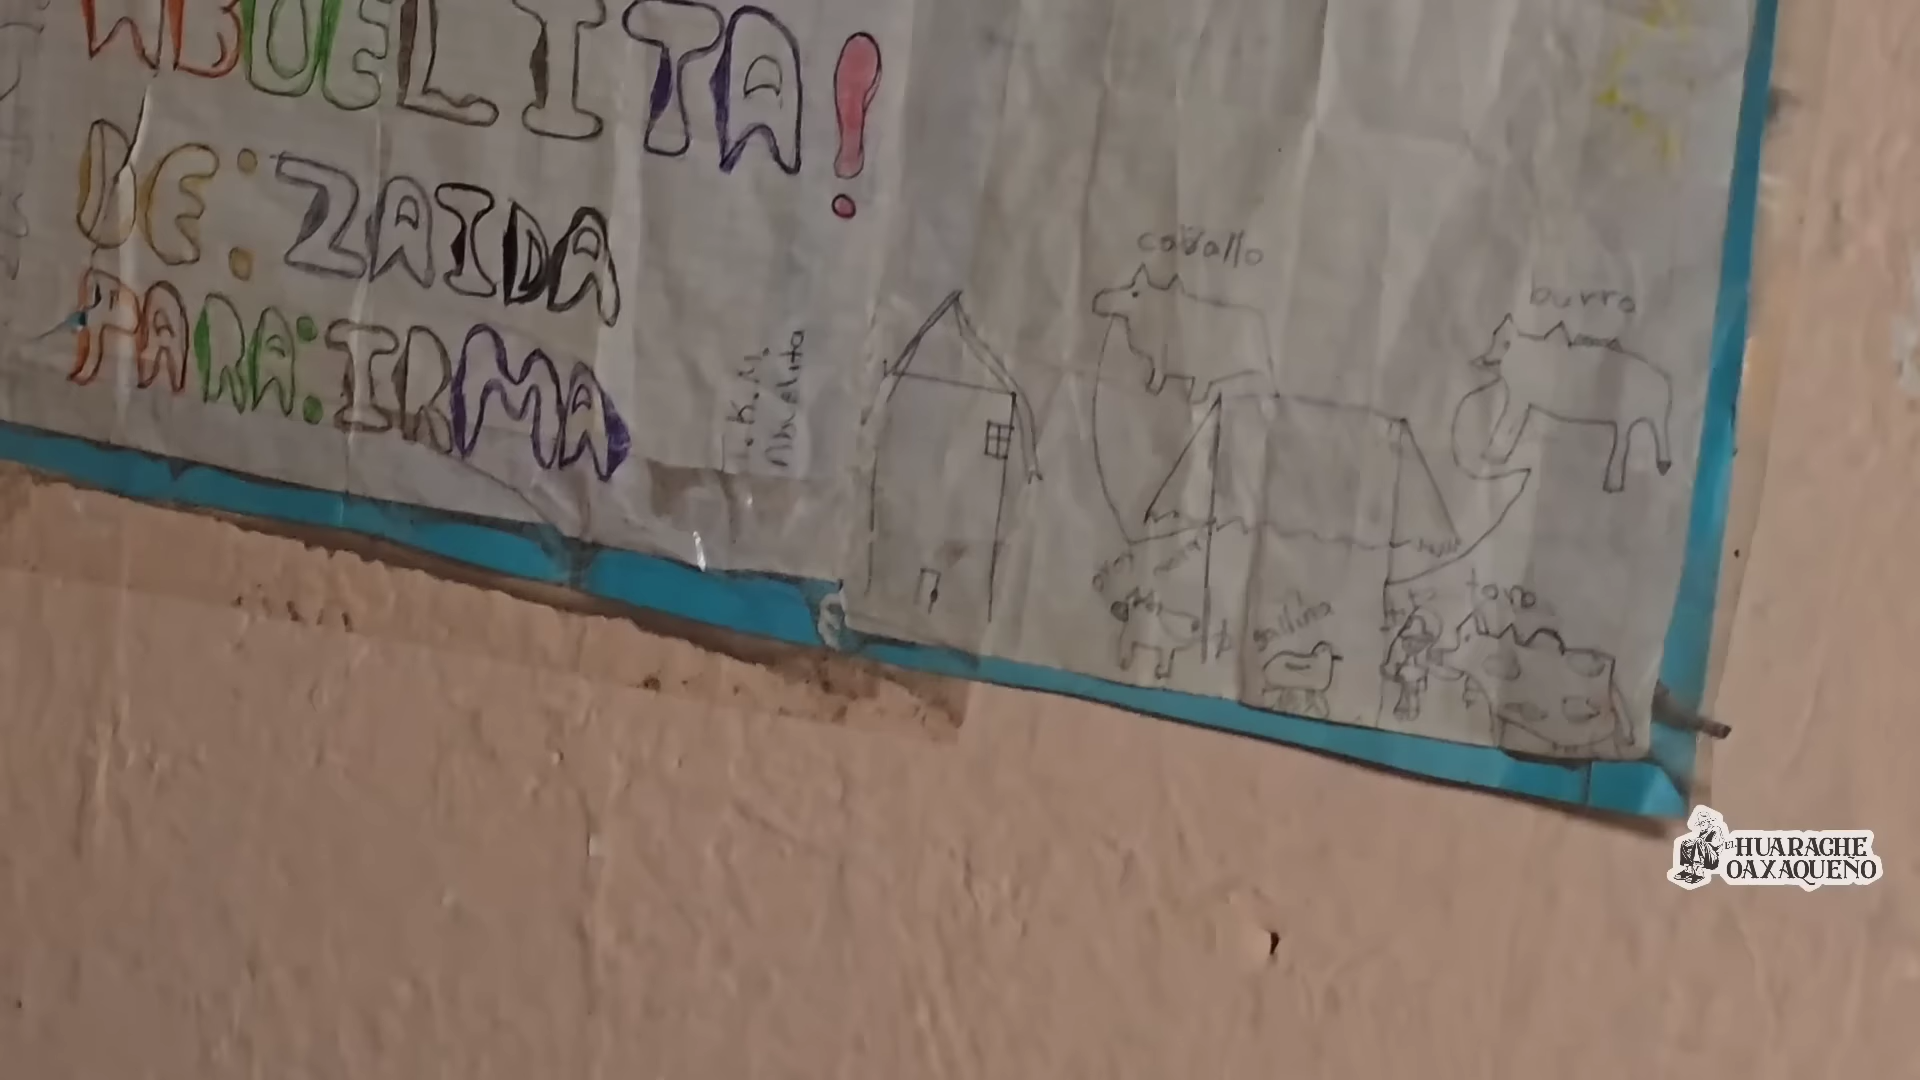 ABUELITA!
DE: ZAIDA
PARA: IRMA
T.K.M.
Abuelita
caballo
burro
gallina
toro
EL HUARACHE
OAXAQUEÑO